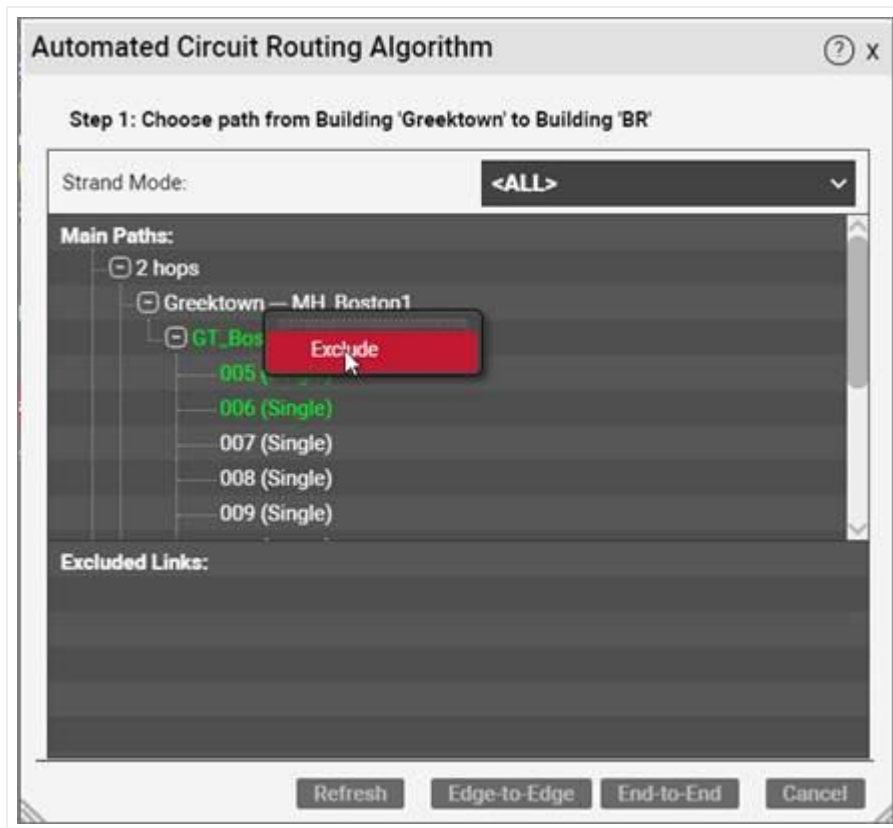 Automated Circuit Routing Algorithm ? x
Step 1: Choose path from Building 'Greektown' to Building 'BR'
Strand Mode: <ALL>
Main Paths:
2 hops
Greektown — MH_Boston1
GT_Bos
Exclude
005
006 (Single)
007 (Single)
008 (Single)
009 (Single)
Excluded Links:
Refresh Edge-to-Edge End-to-End Cancel